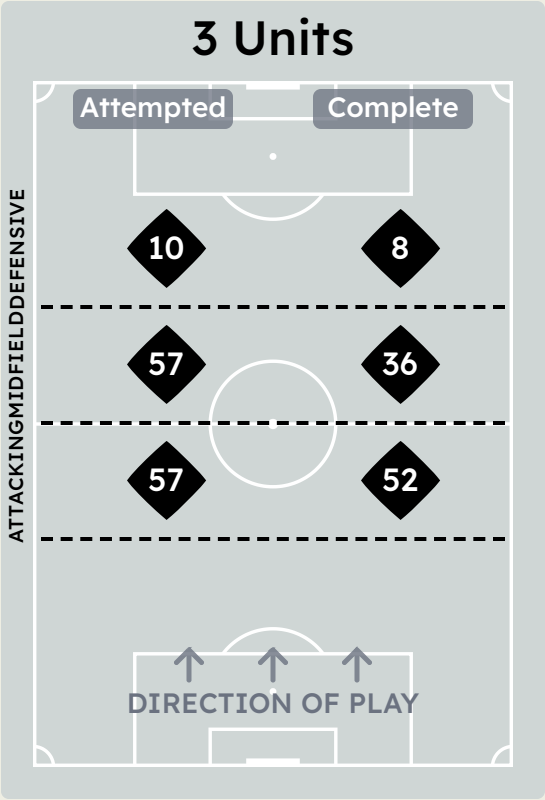 3 Units
Attempted
Complete
10
8
57
36
57
52
ATTACKINGMIDFIELDDEFENSIVE
DIRECTION OF PLAY